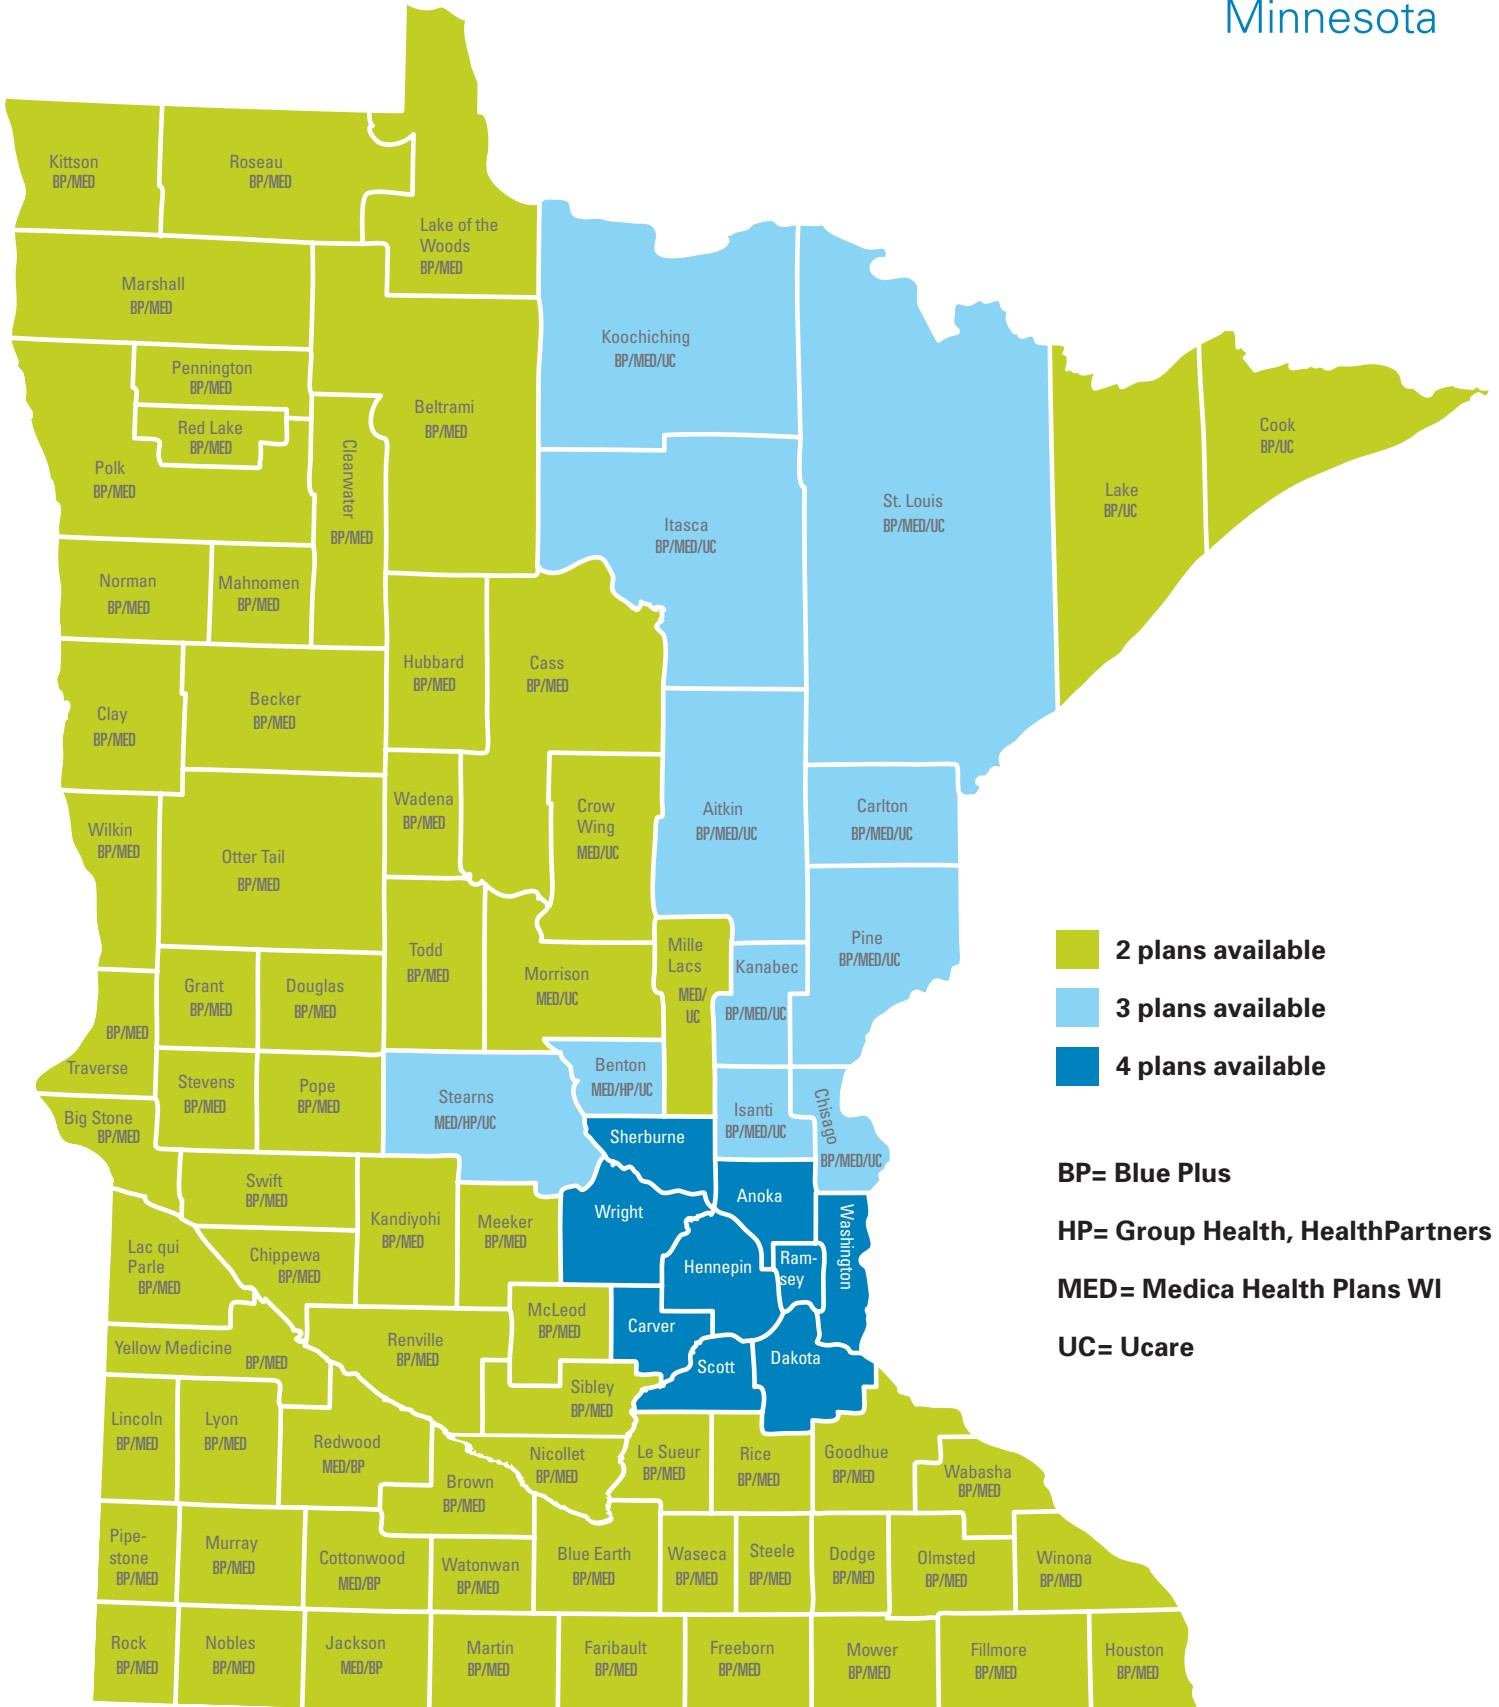 Minnesota
Kittson
BP/MED
Roseau
BP/MED
Lake of the
Woods
BP/MED
Marshall
BP/MED
Koochiching
BP/MED/UC
Pennington
BP/MED
Beltrami
BP/MED
Red Lake
BP/MED
Cook
BP/UC
Clearwater
BP/MED
Polk
BP/MED
Lake
BP/UC
St. Louis
BP/MED/UC
Itasca
BP/MED/UC
Norman
BP/MED
Mahnomen
BP/MED
Hubbard
BP/MED
Cass
BP/MED
Becker
BP/MED
Clay
BP/MED
Wadena
BP/MED
Crow
Wing
MED/UC
Aitkin
BP/MED/UC
Carlton
BP/MED/UC
Wilkin
BP/MED
Otter Tail
BP/MED
Todd
BP/MED
Morrison
MED/UC
Mille
Lacs
MED/
UC
Kanabec
BP/MED/UC
Pine
BP/MED/UC
2 plans available
Grant
BP/MED
Douglas
BP/MED
3 plans available
BP/MED
Traverse
Stevens
BP/MED
Pope
BP/MED
Stearns
MED/HP/UC
Benton
MED/HP/UC
4 plans available
Big Stone
BP/MED
Isanti
BP/MED/UC
Chisago
BP/MED/UC
Sherburne
Swift
BP/MED
Anoka
BP= Blue Plus
Kandiyohi
BP/MED
Meeker
BP/MED
Wright
Washington
HP= Group Health, HealthPartners
Lac qui
Parle
BP/MED
Chippewa
BP/MED
Hennepin
Ram-
sey
MED= Medica Health Plans WI
McLeod
BP/MED
Carver
Yellow Medicine
BP/MED
Renville
BP/MED
Scott
Dakota
UC= Ucare
Sibley
BP/MED
Lincoln
BP/MED
Lyon
BP/MED
Redwood
MED/BP
Brown
BP/MED
Nicollet
BP/MED
Le Sueur
BP/MED
Rice
BP/MED
Goodhue
BP/MED
Wabasha
BP/MED
Pipe-
stone
BP/MED
Murray
BP/MED
Cottonwood
MED/BP
Watonwan
BP/MED
Blue Earth
BP/MED
Waseca
BP/MED
Steele
BP/MED
Dodge
BP/MED
Olmsted
BP/MED
Winona
BP/MED
Rock
BP/MED
Nobles
BP/MED
Jackson
MED/BP
Martin
BP/MED
Faribault
BP/MED
Freeborn
BP/MED
Mower
BP/MED
Fillmore
BP/MED
Houston
BP/MED